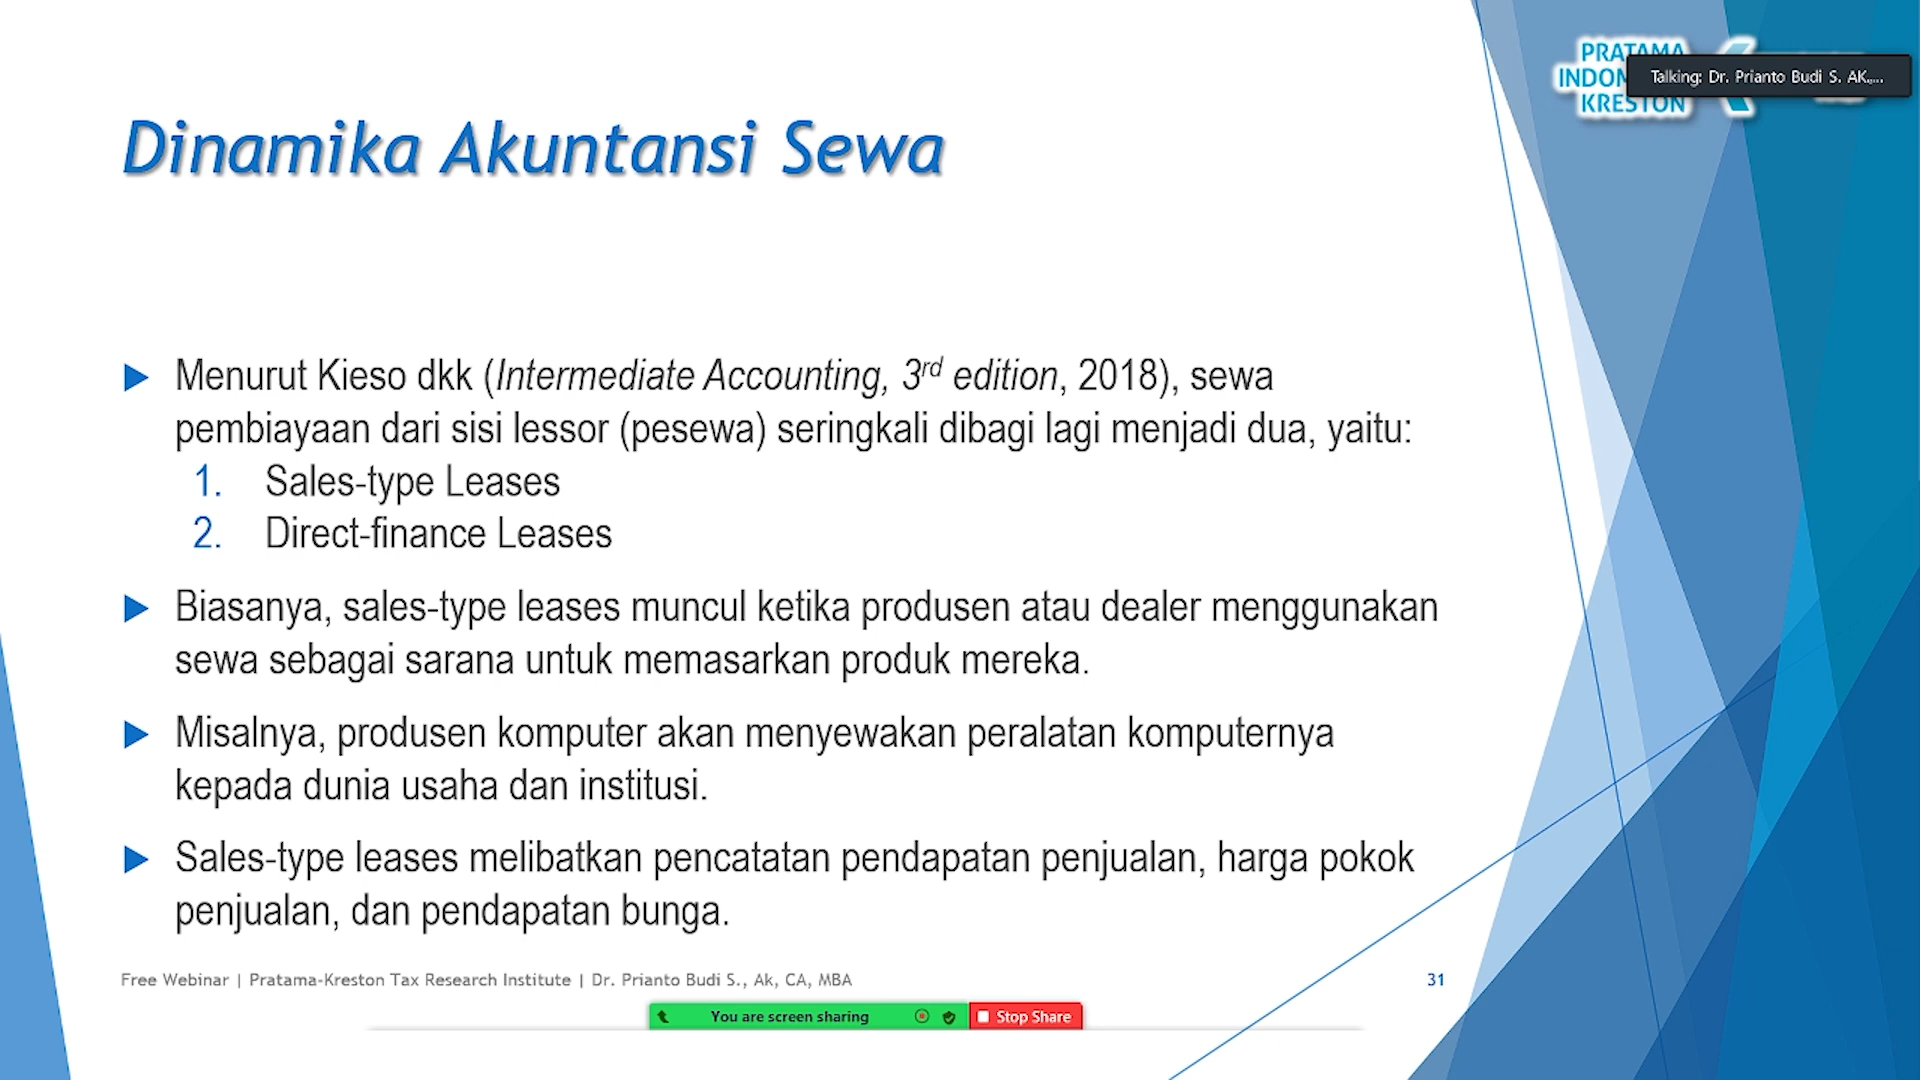 PRATAMA
KRESTON
Talking: Dr. Prianto Budi S. AK,...
Dinamika Akuntansi Sewa
Menurut Kieso dkk (Intermediate Accounting, 3rd edition, 2018), sewa
pembiayaan dari sisi lessor (pesewa) seringkali dibagi lagi menjadi dua, yaitu:
1. Sales-type Leases
2. Direct-finance Leases
Biasanya, sales-type leases muncul ketika produsen atau dealer menggunakan
sewa sebagai sarana untuk memasarkan produk mereka.
Misalnya, produsen komputer akan menyewakan peralatan komputernya
kepada dunia usaha dan institusi.
Sales-type leases melibatkan pencatatan pendapatan penjualan, harga pokok
penjualan, dan pendapatan bunga.
Free Webinar | Pratama-Kreston Tax Research Institute | Dr. Prianto Budi S., Ak, CA, MBA
31
You are screen sharing
Stop Share